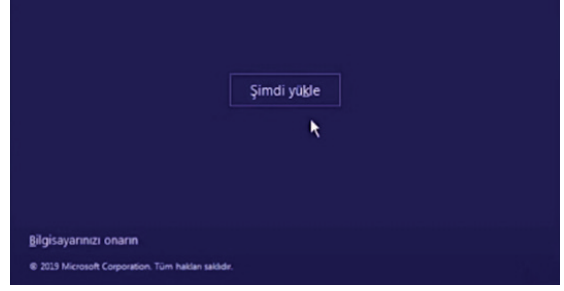 Şimdi yükle
Bilgisayarınızı onarın
© 2019 Microsoft Corporation. Tüm hakları saklıdır.